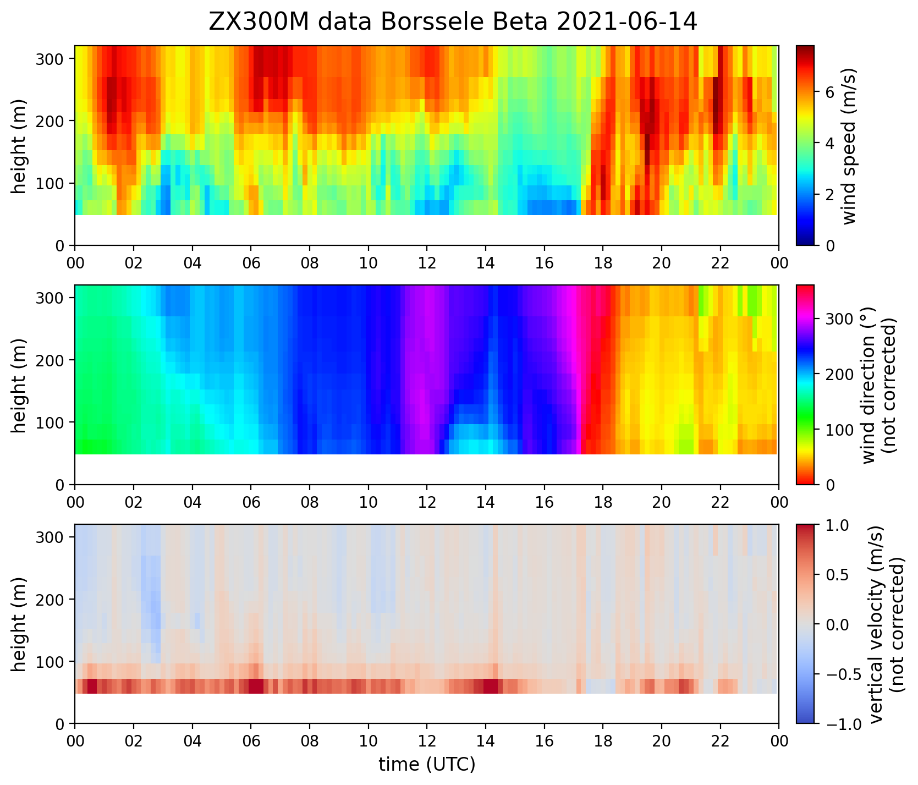 ZX300M data Borssele Beta 2021-06-14
300
200
100
0
height (m)
00 02 04 06 08 10 12 14 16 18 20 22 00
6
4
2
0
wind speed (m/s)
300
200
100
0
height (m)
00 02 04 06 08 10 12 14 16 18 20 22 00
300
200
100
0
wind direction (°)
(not corrected)
300
200
100
0
height (m)
00 02 04 06 08 10 12 14 16 18 20 22 00
time (UTC)
1.0
0.5
0.0
−0.5
−1.0
vertical velocity (m/s)
(not corrected)